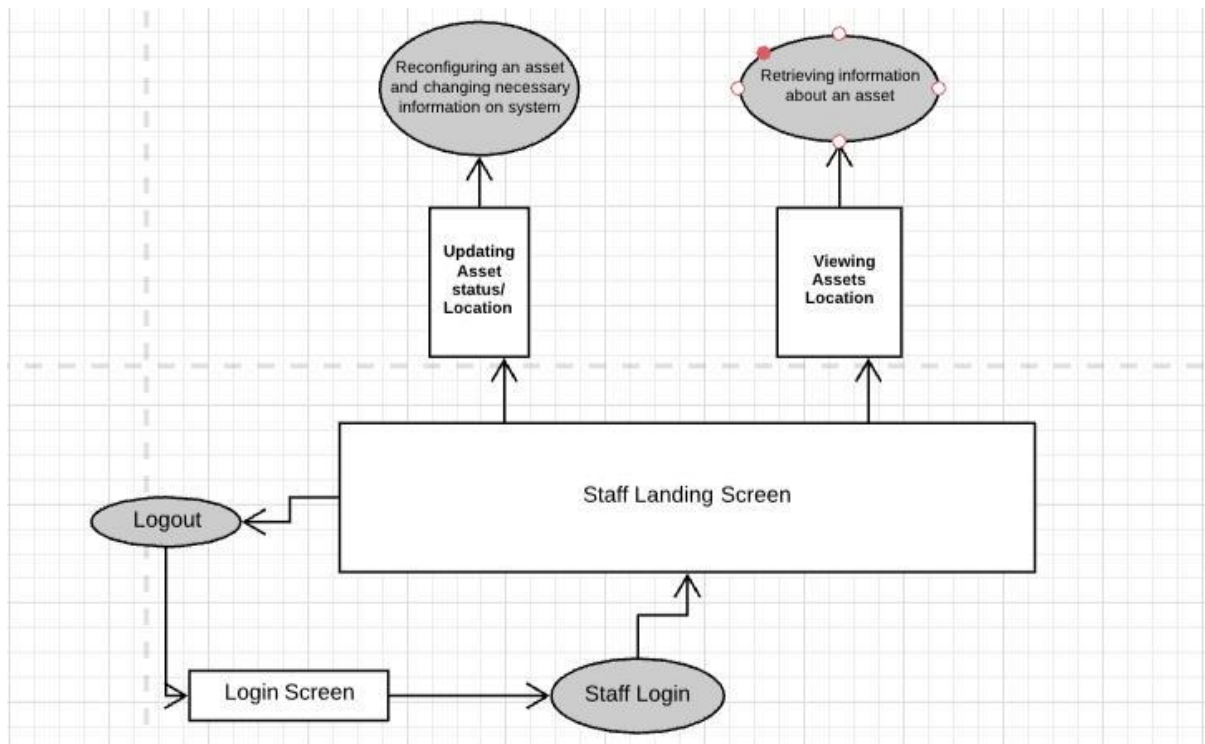 Reconfiguring an asset
and changing necessary
information on system
Retrieving information
about an asset
Updating
Asset
status/
Location
Viewing
Assets
Location
Staff Landing Screen
Logout
Login Screen
Staff Login